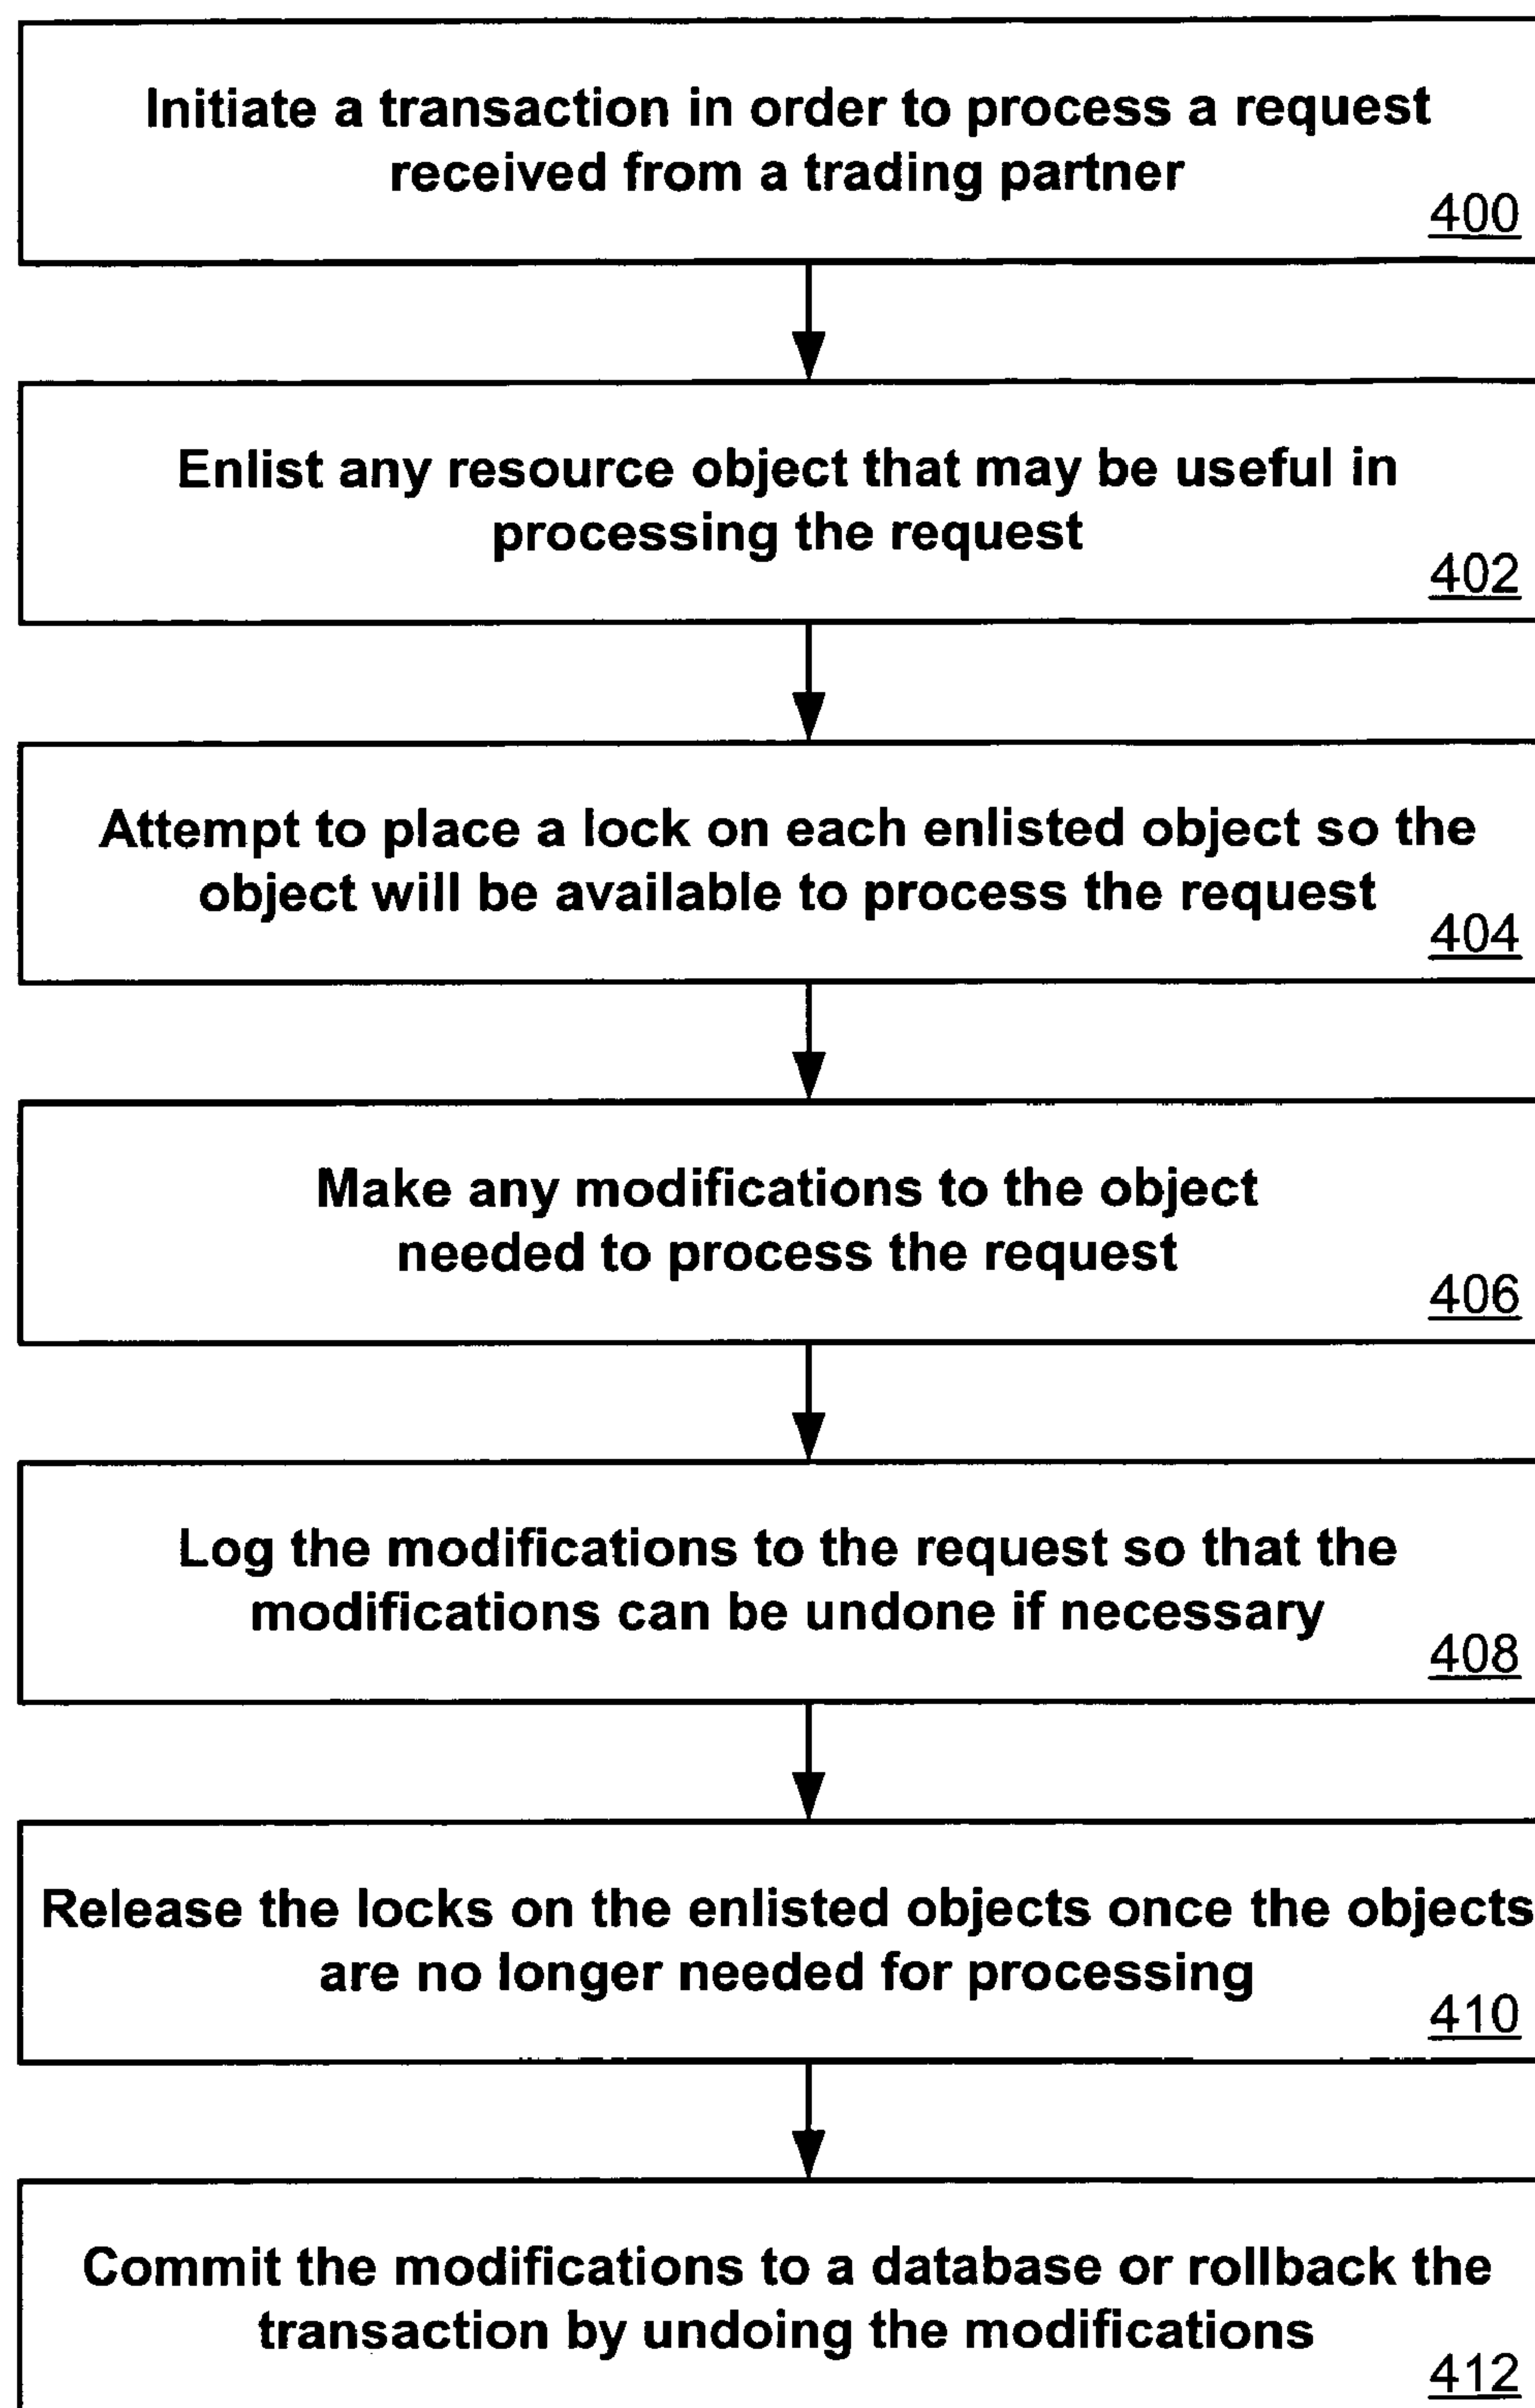 Initiate a transaction in order to process a request
received from a trading partner
400
Enlist any resource object that may be useful in
processing the request
402
Attempt to place a lock on each enlisted object so the
object will be available to process the request
404
Make any modifications to the object
needed to process the request
406
Log the modifications to the request so that the
modifications can be undone if necessary
408
Release the locks on the enlisted objects once the objects
are no longer needed for processing
410
Commit the modifications to a database or rollback the
transaction by undoing the modifications
412